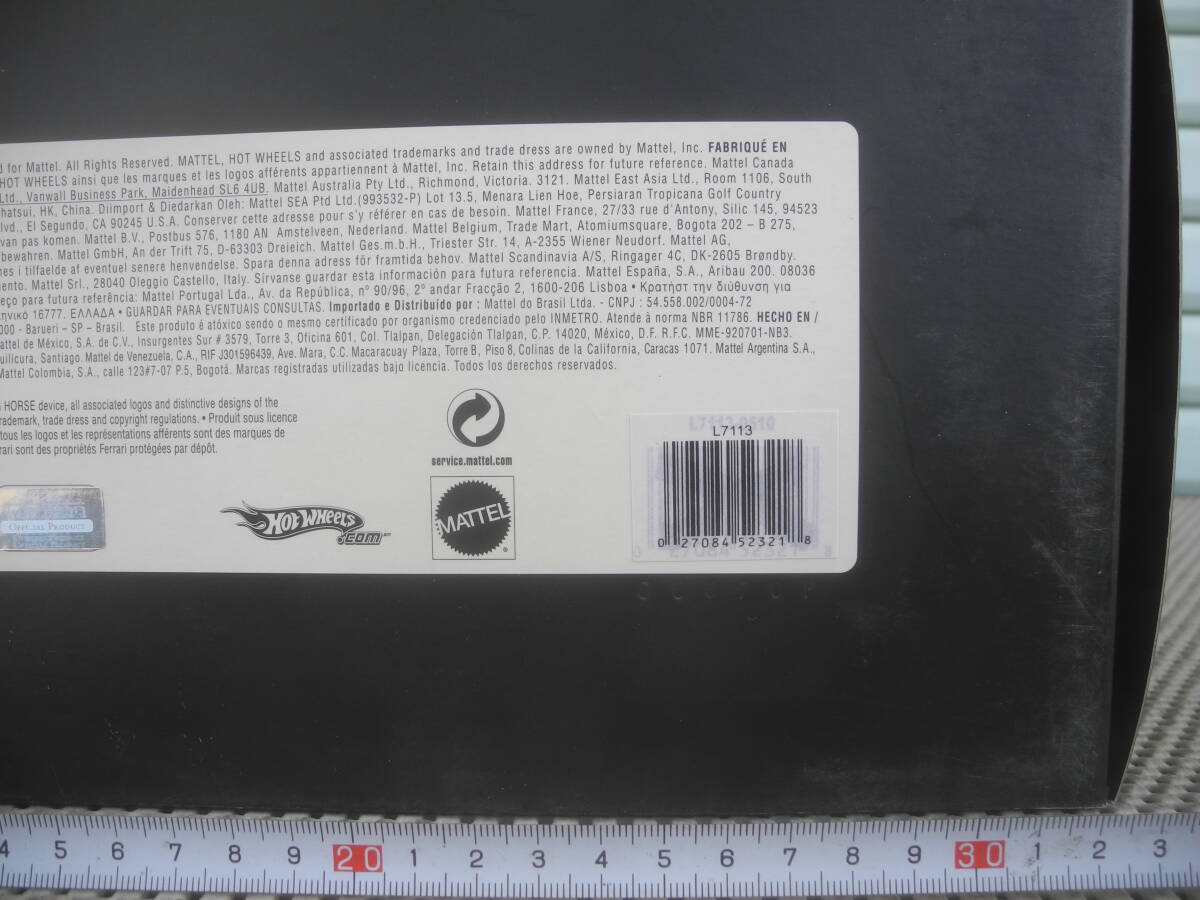 d for Mattel. All Rights Reserved. MATTEL, HOT WHEELS and associated trademarks and trade dress are owned by Mattel, Inc. FABRIQUÉ EN
HOT WHEELS ainsi que les marques et les logos afférents appartiennent à Mattel, Inc. Retain this address for future reference. Mattel Canada
Ltd., Vanwall Business Park, Maidenhead SL6 4UB. Mattel Australia Pty Ltd., Richmond, Victoria. 3121. Mattel East Asia Ltd., Room 1106, South
hatsui, HK, China. Diimport & Diedarkan Oleh: Mattel SEA Ptd Ltd.(993532-P) Lot 13.5, Menara Lien Hoe, Persiaran Tropicana Golf Country
lvd., El Segundo, CA 90245 U.S.A. Conserver cette adresse pour s'y référer en cas de besoin. Mattel France, 27/33 rue d'Antony, Silic 145, 94523
van pas komen. Mattel B.V., Postbus 576, 1180 AN Amstelveen, Nederland. Mattel Belgium, Trade Mart, Atomiumsquare, Bogota 202 - B 275,
bewahren. Mattel GmbH, An der Trift 75, D-63303 Dreieich. Mattel Ges.m.b.H., Triester Str. 14, A-2355 Wiener Neudorf. Mattel AG,
nes i tilfaelde af eventuel senere henvendelse. Spara denna adress för framtida behov. Mattel Scandinavia A/S, Ringager 4C, DK-2605 Brøndby.
mento. Mattel Srl., 28040 Oleggio Castello, Italy. Sírvanse guardar esta información para futura referencia. Mattel España, S.A., Aribau 200. 08036
eço para futura referência: Mattel Portugal Lda., Av. da República, n° 90/96, 2° andar Fracção 2, 1600-206 Lisboa • Κρατήστ την διύθυνση για
ηνικό 16777. ΕΛΛΑΔΑ • GUARDAR PARA EVENTUAIS CONSULTAS. Importado e Distribuído por : Mattel do Brasil Ltda. - CNPJ : 54.558.002/0004-72
000 - Barueri – SP – Brasil. Este produto é atóxico sendo o mesmo certificado por organismo credenciado pelo INMETRO. Atende à norma NBR 11786. HECHO EN /
attel de México, S.A. de C.V., Insurgentes Sur # 3579, Torre 3, Oficina 601, Col. Tlalpan, Delegación Tlalpan, C.P. 14020, México, D.F. R.F.C. MME-920701-NB3.
uilicura, Santiago. Mattel de Venezuela, C.A., RIF J301596439, Ave. Mara, C.C. Macaracuay Plaza, Torre B, Piso 8, Colinas de la California, Caracas 1071. Mattel Argentina S.A.,
Mattel Colombia, S.A., calle 123#7-07 P.5, Bogotá. Marcas registradas utilizadas bajo licencia. Todos los derechos reservados.
HORSE device, all associated logos and distinctive designs of the
rademark, trade dress and copyright regulations. • Produit sous licence
tous les logos et les représentations afférents sont des marques de
rari sont des propriétés Ferrari protégées par dépôt.
service.mattel.com
OFFICIAL PRODUCT
HOT WHEELS
.com
MATTEL
®
L7113-0510
L7113
0 27084 52321 8
4 5 6 7 8 9 20 1 2 3 4 5 6 7 8 9 30 1 2 3